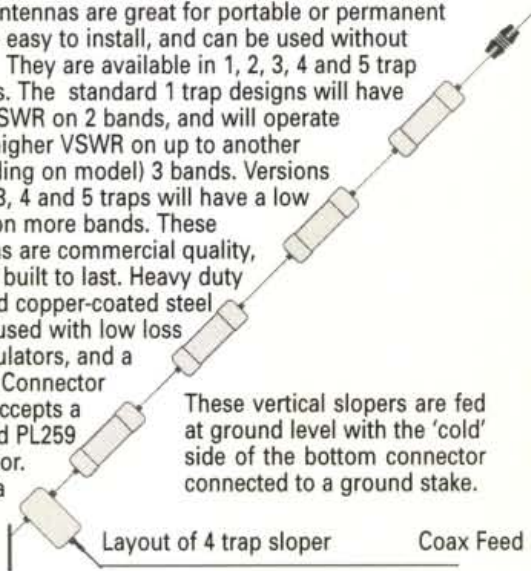 ntennas are great for portable or permanent
easy to install, and can be used without
They are available in 1, 2, 3, 4 and 5 trap
s. The standard 1 trap designs will have
SWR on 2 bands, and will operate
igher VSWR on up to another
ding on model) 3 bands. Versions
3, 4 and 5 traps will have a low
on more bands. These
as are commercial quality,
built to last. Heavy duty
d copper-coated steel
used with low loss
ulators, and a
Connector
ccepts a
d PL259
or.
a
These vertical slopers are fed
at ground level with the 'cold'
side of the bottom connector
connected to a ground stake.
Layout of 4 trap sloper
Coax Feed